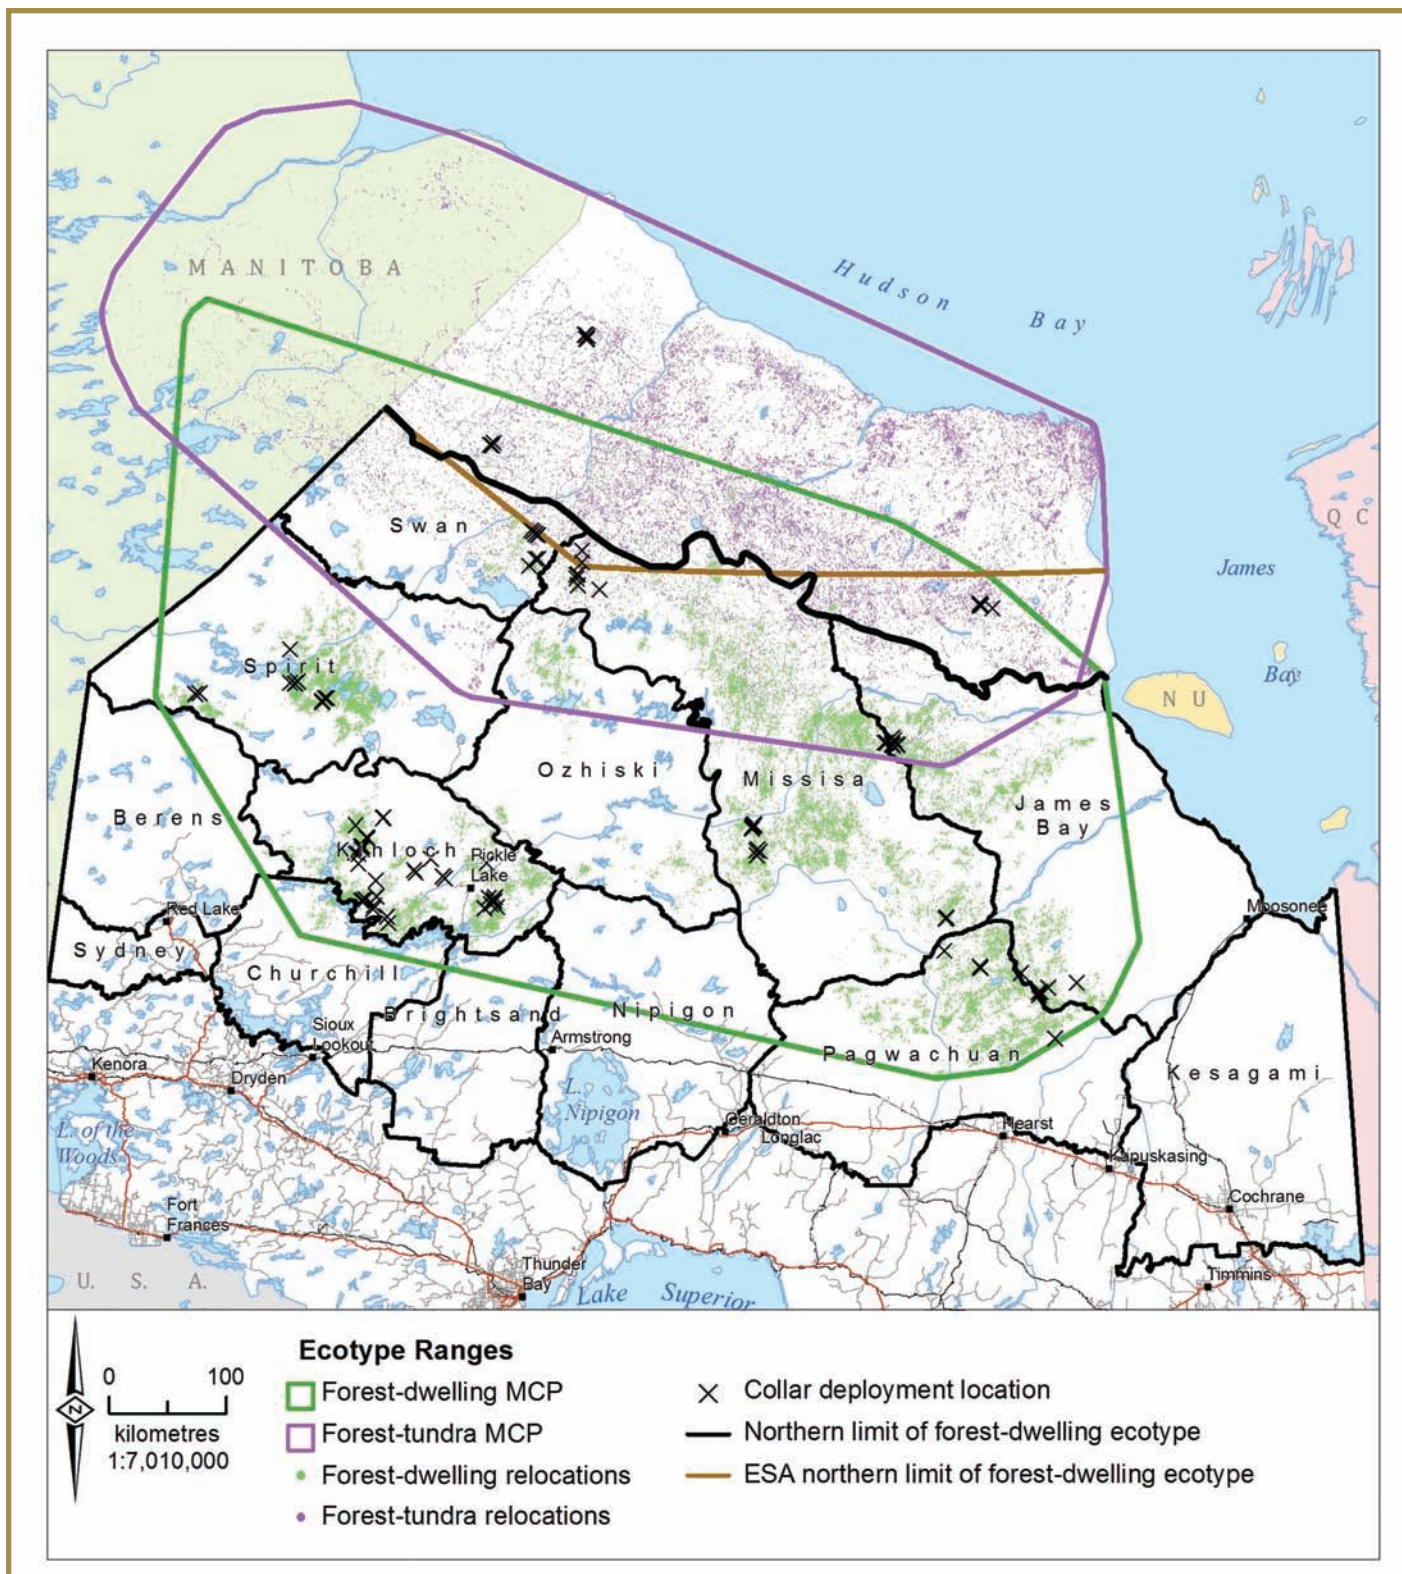 MANITOBA
Hudson
Bay
Swan
QC
James
Bay
NU
Spirit
Ozhiski
Missisa
James
Bay
Berens
Pickle
Lake
Red Lake
Moosonee
Sydney
Churchill
Brightsand
Nipigon
Sioux
Lookout
Armstrong
Pagwachuan
Kesagami
Kenora
Dryden
L.
Nipigon
L. of the
Woods
Geraldton
Longlac
Hearst
Kapuskasing
Cochrane
Fort
Frances
U. S. A.
Thunder
Bay
Lake Superior
Timmins
Ecotype Ranges
0 100
kilometres
1:7,010,000
Z
Forest-dwelling MCP
Forest-tundra MCP
Forest-dwelling relocations
Forest-tundra relocations
Collar deployment location
Northern limit of forest-dwelling ecotype
ESA northern limit of forest-dwelling ecotype